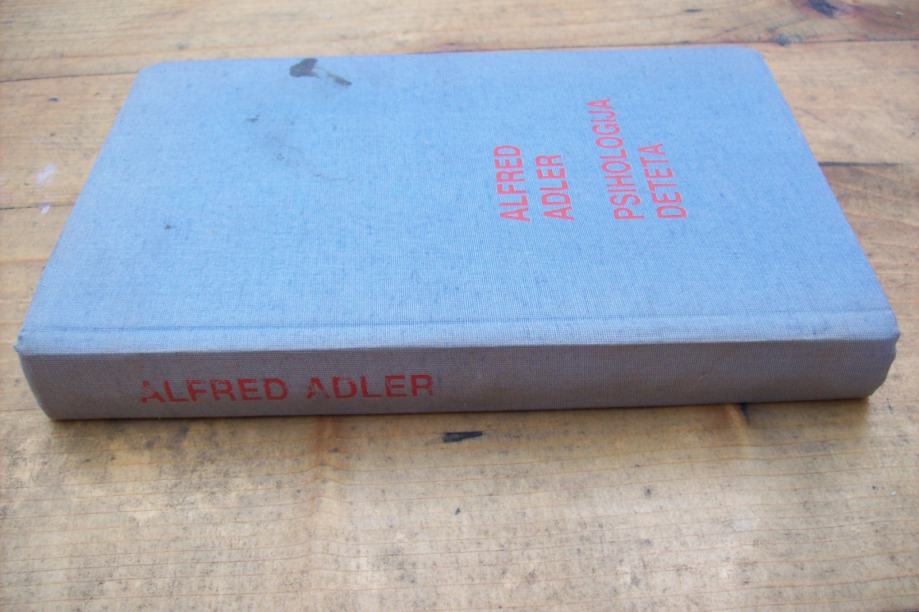 ALFRED
ADLER
PSIHOLOGIJA
DETETA
ALFRED ADLER